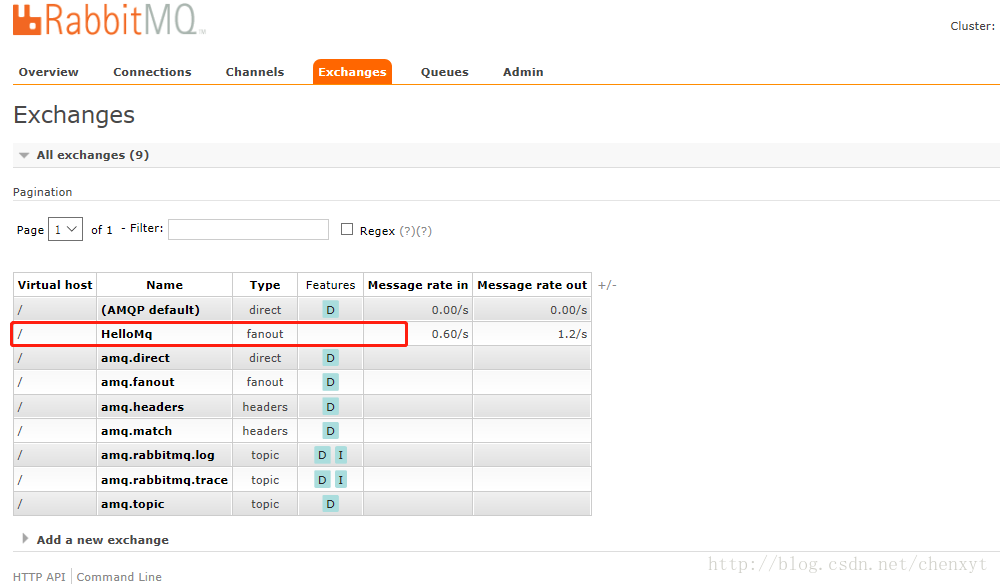 RabbitMQ™
Cluster:
Overview Connections Channels Exchanges Queues Admin
Exchanges
All exchanges (9)
Pagination
Page 1 of 1 - Filter: Regex (?)(?)
Virtual host Name Type Features Message rate in Message rate out +/-
/ (AMQP default) direct D 0.00/s 0.00/s
/ HelloMq fanout 0.60/s 1.2/s
/ amq.direct direct D
/ amq.fanout fanout D
/ amq.headers headers D
/ amq.match headers D
/ amq.rabbitmq.log topic D I
/ amq.rabbitmq.trace topic D I
/ amq.topic topic D
Add a new exchange
HTTP API Command Line
http://blog.csdn.net/chenxyt